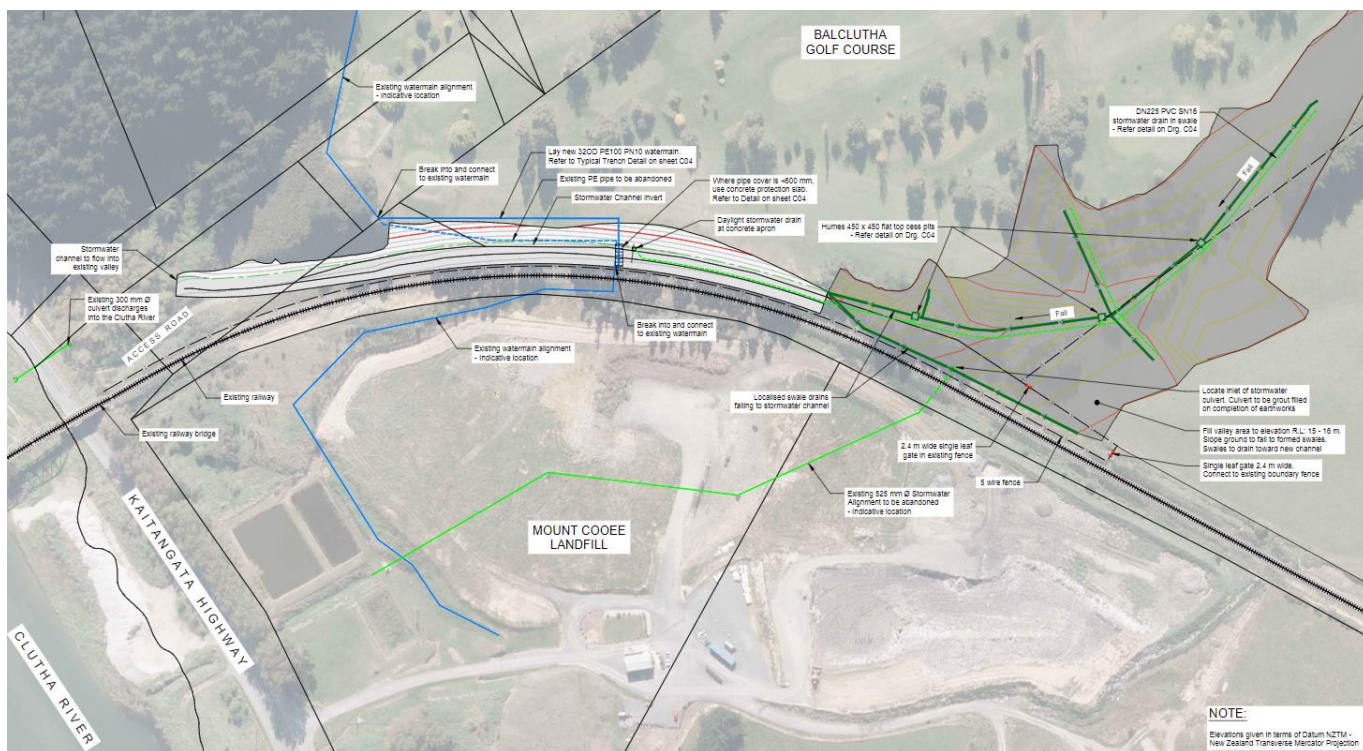 BALCLUTHA
GOLF COURSE
Existing watermain alignment
- Indicative location
DN225 PVC SN16
stormwater drain in swale
- Refer detail on Drg. C04
Lay new 32OD PE100 PN10 watermain.
Refer to Typical Trench Detail on sheet C04
Break into and connect
to existing watermain
Existing PE pipe to be abandoned
Stormwater Channel Invert
Where pipe cover is <600 mm,
use concrete protection slab.
Refer to Detail on sheet C04
Fall
Daylight stormwater drain
at concrete apron
Humes 450 x 450 flat top cess pits
- Refer detail on Drg. C04
Stormwater
channel to flow into
existing valley
Existing 300 mm Ø
culvert discharges
into the Clutha River
ACCESS ROAD
Fall
Break into and connect
to existing watermain
Existing watermain alignment
- Indicative location
Existing railway
Existing railway bridge
Localised swale drains
falling to stormwater channel
Locate inlet of stormwater
culvert. Culvert to be grout filled
on completion of earthworks
Fill valley area to elevation R.L: 15 - 16 m.
Slope ground to fall to formed swales.
Swales to drain toward new channel
2.4 m wide single leaf
gate in existing fence
Single leaf gate 2.4 m wide.
Connect to existing boundary fence
5 wire fence
Existing 525 mm Ø Stormwater
Alignment to be abandoned
- Indicative location
MOUNT COOEE
LANDFILL
KAITANGATA HIGHWAY
CLUTHA RIVER
NOTE:
Elevations given in terms of Datum NZTM -
New Zealand Transverse Mercator Projection